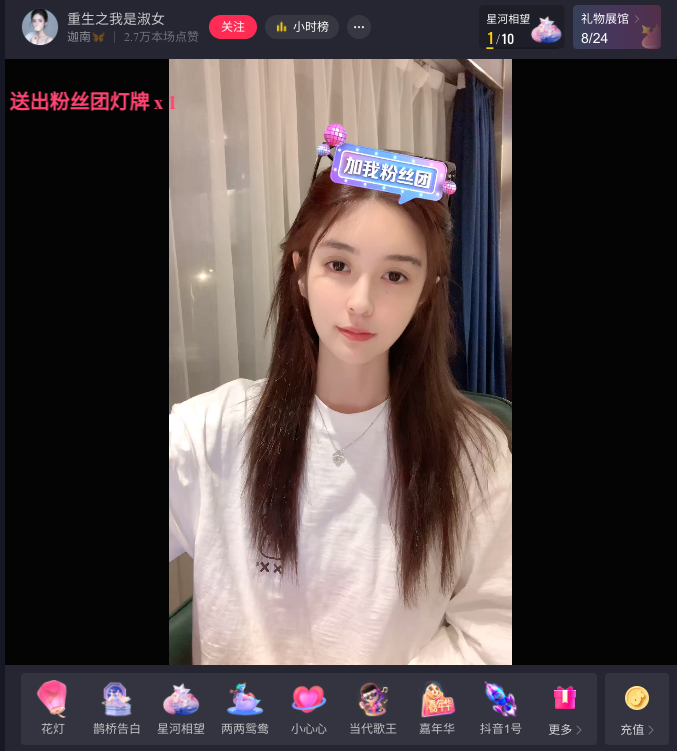 重生之我是淑女
迦南
2.7万本场点赞
关注
小时榜
星河相望
1/10
礼物展馆
8/24
送出粉丝团灯牌 x 1
加我粉丝团
花灯
鹊桥告白
星河相望
两两鸳鸯
小心心
当代歌王
嘉年华
抖音1号
更多
充值